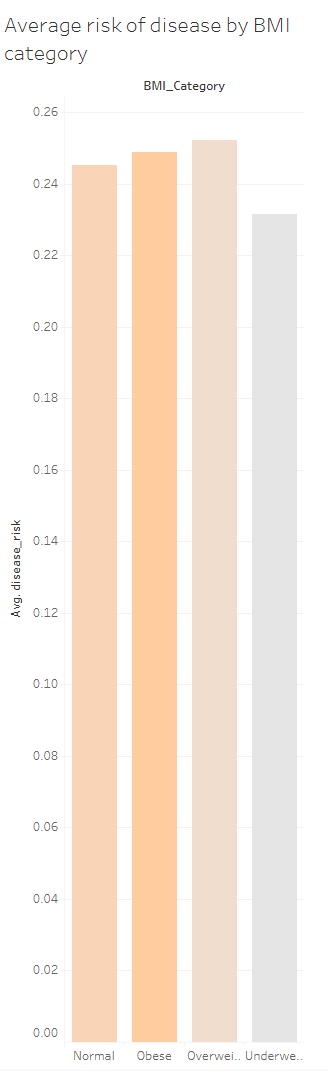 Average risk of disease by BMI
category
BMI_Category
0.26
0.24
0.22
0.20
0.18
0.16
0.14
0.12
0.10
0.08
0.06
0.04
0.02
0.00
Avg. disease_risk
Normal Obese Overwei.. Underwe..